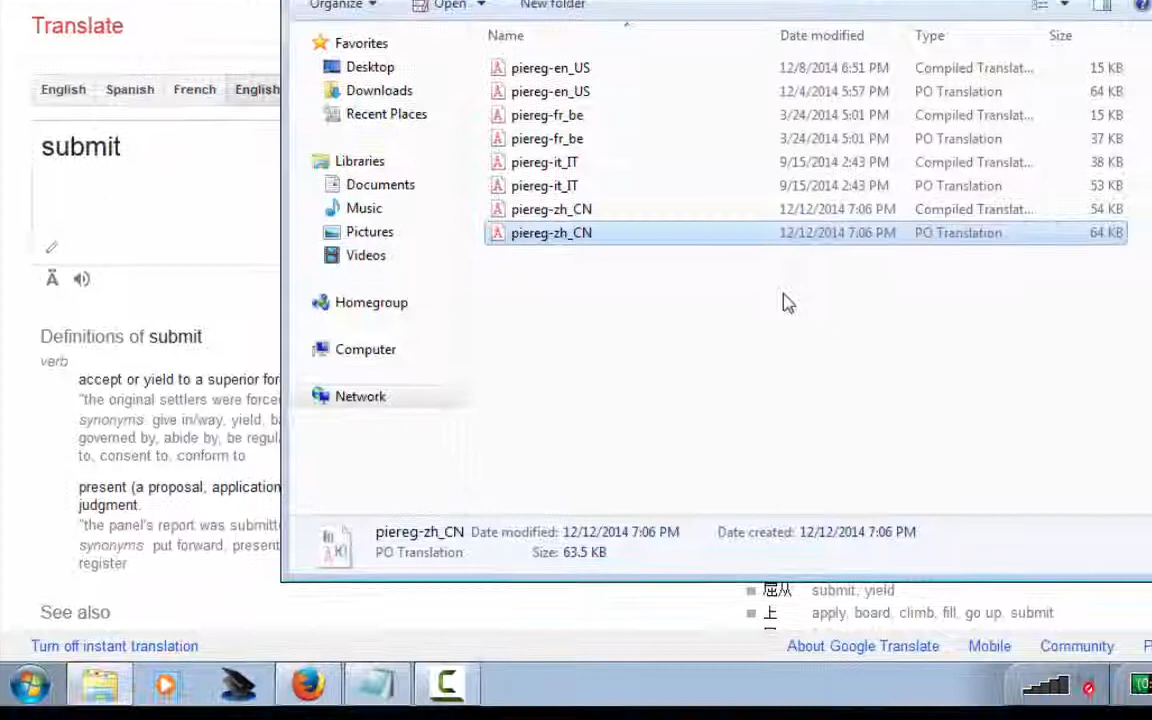 Translate
English Spanish French English
submit
Definitions of submit
verb
accept or yield to a superior for
"the original settlers were forced
synonyms give in/way, yield, b
governed by, abide by, be regul
to, consent to, conform to
present (a proposal, application
judgment.
"the panel's report was submitt
synonyms put forward, present
register
See also
Turn off instant translation
Organize Open New folder
Favorites
Desktop
Downloads
Recent Places
Libraries
Documents
Music
Pictures
Videos
Homegroup
Computer
Network
Name Date modified Type Size
piereg-en_US 12/8/2014 6:51 PM Compiled Translat... 15 KB
piereg-en_US 12/4/2014 5:57 PM PO Translation 64 KB
piereg-fr_be 3/24/2014 5:01 PM Compiled Translat... 15 KB
piereg-fr_be 3/24/2014 5:01 PM PO Translation 37 KB
piereg-it_IT 9/15/2014 2:43 PM Compiled Translat... 38 KB
piereg-it_IT 9/15/2014 2:43 PM PO Translation 53 KB
piereg-zh_CN 12/12/2014 7:06 PM Compiled Translat... 54 KB
piereg-zh_CN 12/12/2014 7:06 PM PO Translation 64 KB
piereg-zh_CN Date modified: 12/12/2014 7:06 PM Date created: 12/12/2014 7:06 PM
PO Translation Size: 63.5 KB
屈从 submit, yield
上 apply, board, climb, fill, go up, submit
About Google Translate Mobile Community P